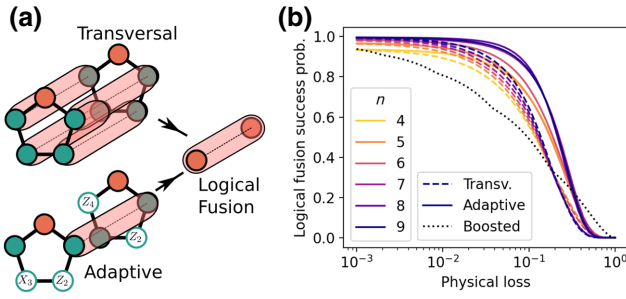 (a)
Transversal
Z₄
Z₂
X₃
Z₂
Adaptive
Logical
Fusion
(b)
Logical fusion success prob.
1.0
0.8
0.6
0.4
0.2
0.0
n
4
5
6
7
8
9
Transv.
Adaptive
Boosted
10⁻³
10⁻²
10⁻¹
10⁰
Physical loss